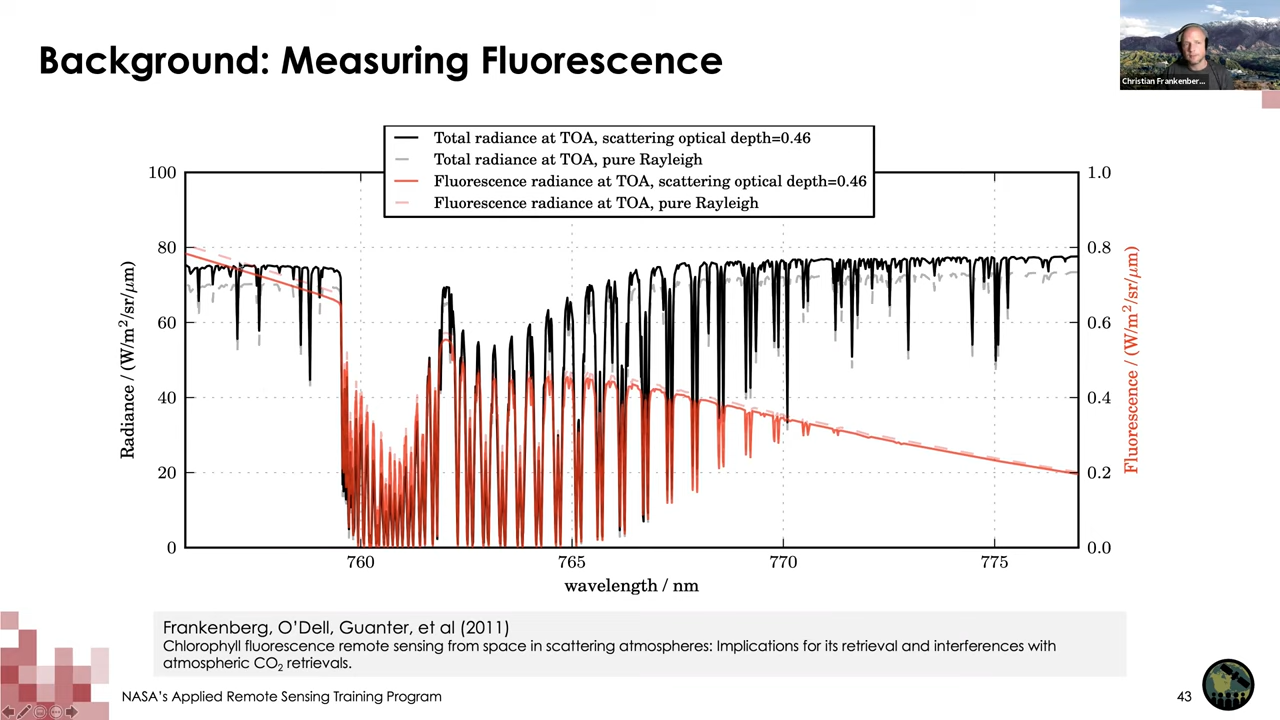 Background: Measuring Fluorescence
Christian Frankenber...
Total radiance at TOA, scattering optical depth=0.46
Total radiance at TOA, pure Rayleigh
Fluorescence radiance at TOA, scattering optical depth=0.46
Fluorescence radiance at TOA, pure Rayleigh
100
80
60
40
20
0
Radiance / (W/m²/sr/μm)
1.0
0.8
0.6
0.4
0.2
0.0
Fluorescence / (W/m²/sr/μm)
760
765
770
775
wavelength / nm
Frankenberg, O'Dell, Guanter, et al (2011)
Chlorophyll fluorescence remote sensing from space in scattering atmospheres: Implications for its retrieval and interferences with
atmospheric CO₂ retrievals.
NASA's Applied Remote Sensing Training Program
43